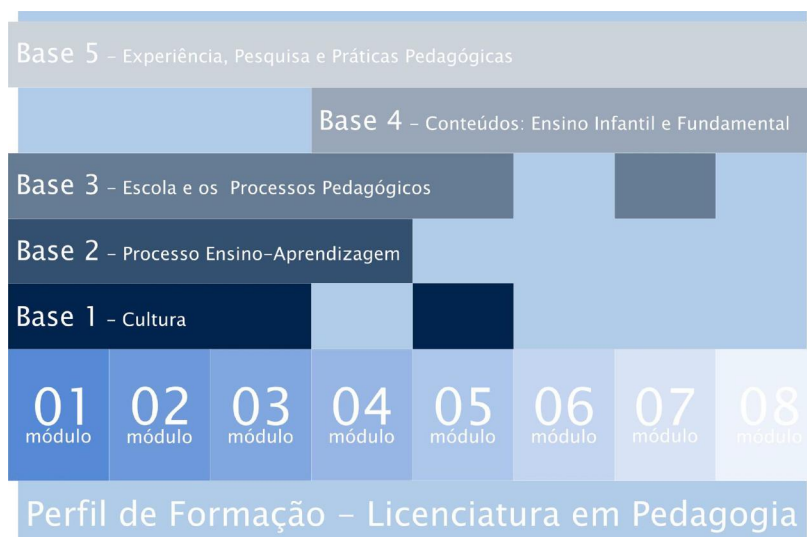 Base 5 – Experiência, Pesquisa e Práticas Pedagógicas
Base 4 – Conteúdos: Ensino Infantil e Fundamental
Base 3 – Escola e os Processos Pedagógicos
Base 2 – Processo Ensino-Aprendizagem
Base 1 – Cultura
01 02 03 04 05 06 07 08
módulo módulo módulo módulo módulo módulo módulo módulo
Perfil de Formação – Licenciatura em Pedagogia